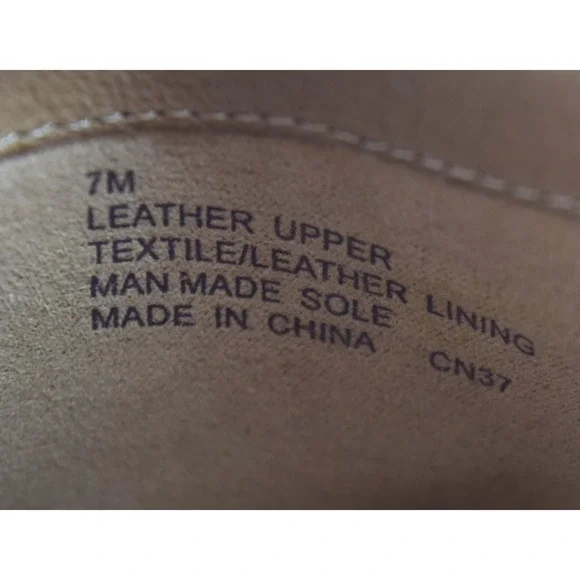 7M
LEATHER UPPER
TEXTILE/LEATHER LINING
MAN MADE SOLE
MADE IN CHINA CN37